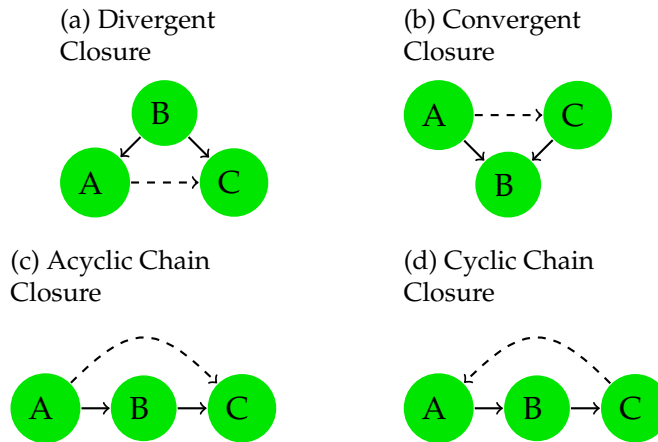 (a) Divergent
Closure
B
A
C
(b) Convergent
Closure
A
C
B
(c) Acyclic Chain
Closure
A
B
C
(d) Cyclic Chain
Closure
A
B
C